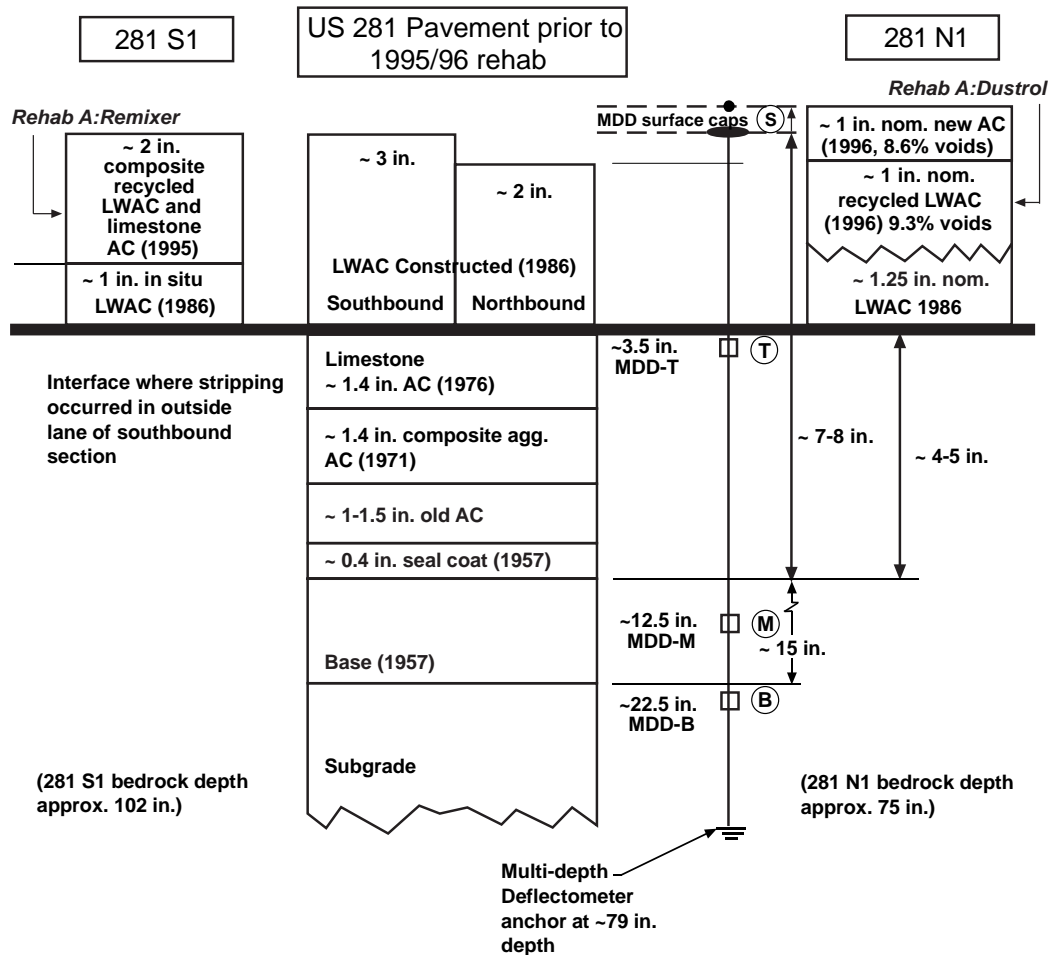 281 S1
US 281 Pavement prior to
1995/96 rehab
281 N1
Rehab A:Remixer
~ 2 in.
composite
recycled
LWAC and
limestone
AC (1995)
~ 1 in. in situ
LWAC (1986)
~ 3 in.
~ 2 in.
LWAC Constructed (1986)
Southbound
Northbound
MDD surface caps
S
Rehab A:Dustrol
~ 1 in. nom. new AC
(1996, 8.6% voids)
~ 1 in. nom.
recycled LWAC
(1996) 9.3% voids
~ 1.25 in. nom.
LWAC 1986
Interface where stripping
occurred in outside
lane of southbound
section
Limestone
~ 1.4 in. AC (1976)
~ 1.4 in. composite agg.
AC (1971)
~ 1-1.5 in. old AC
~ 0.4 in. seal coat (1957)
Base (1957)
Subgrade
~3.5 in.
MDD-T
T
~ 7-8 in.
~ 4-5 in.
~12.5 in.
MDD-M
M
~ 15 in.
~22.5 in.
MDD-B
B
(281 S1 bedrock depth
approx. 102 in.)
(281 N1 bedrock depth
approx. 75 in.)
Multi-depth
Deflectometer
anchor at ~79 in.
depth